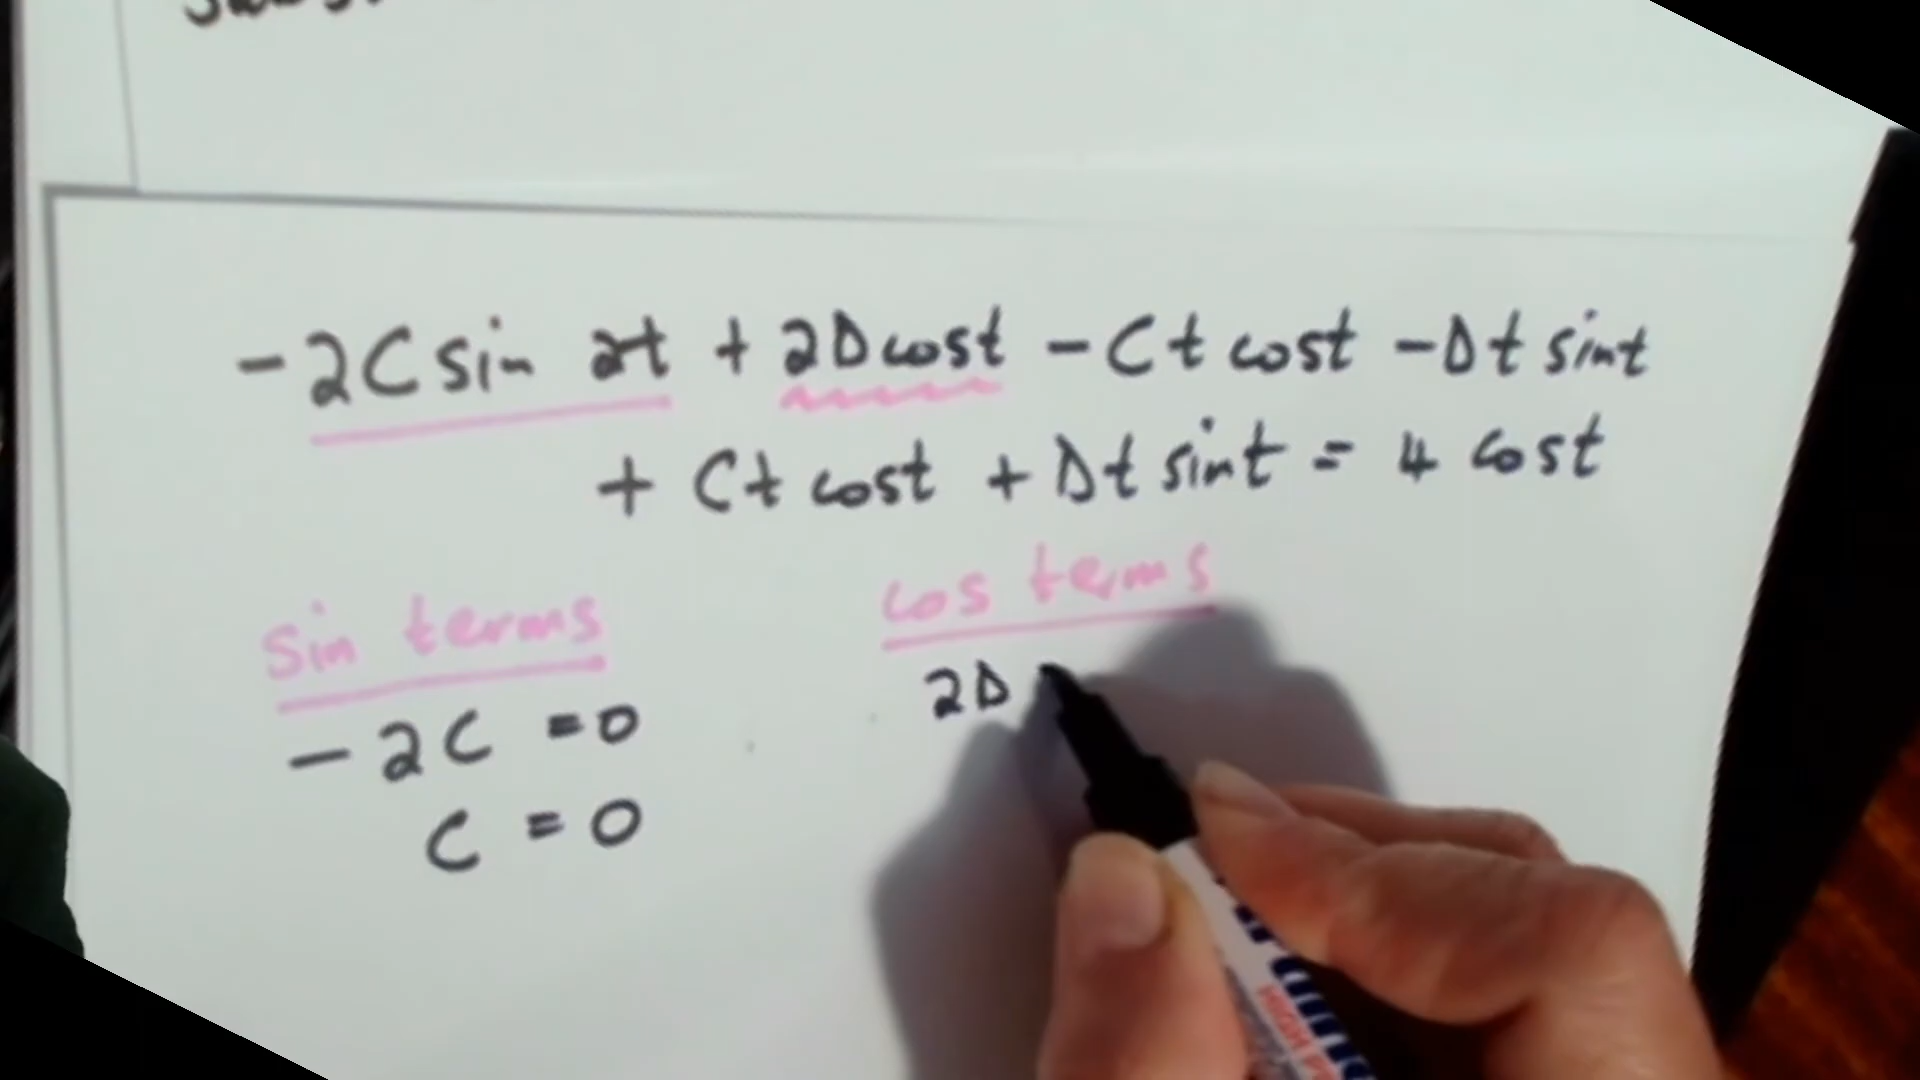 - 2C sin 2t + 2D cost - Ct cost - Dt sint
+ Ct cost + Dt sint = 4 cost
sin terms
- 2C = 0
C = 0
cos terms
2D